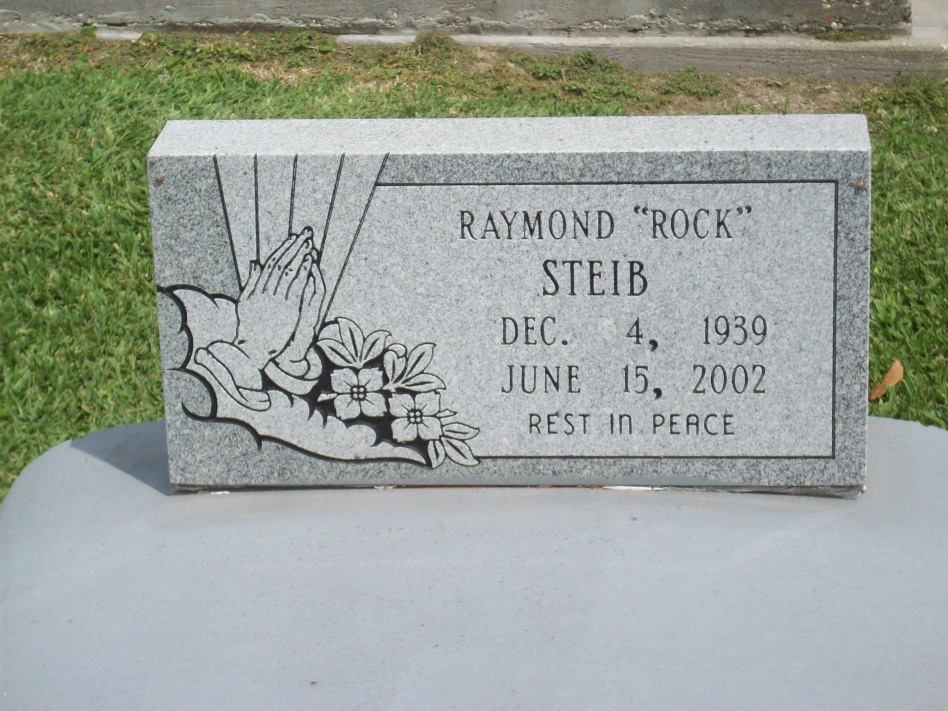 RAYMOND "ROCK"
STEIB
DEC. 4, 1939
JUNE 15, 2002
REST IN PEACE